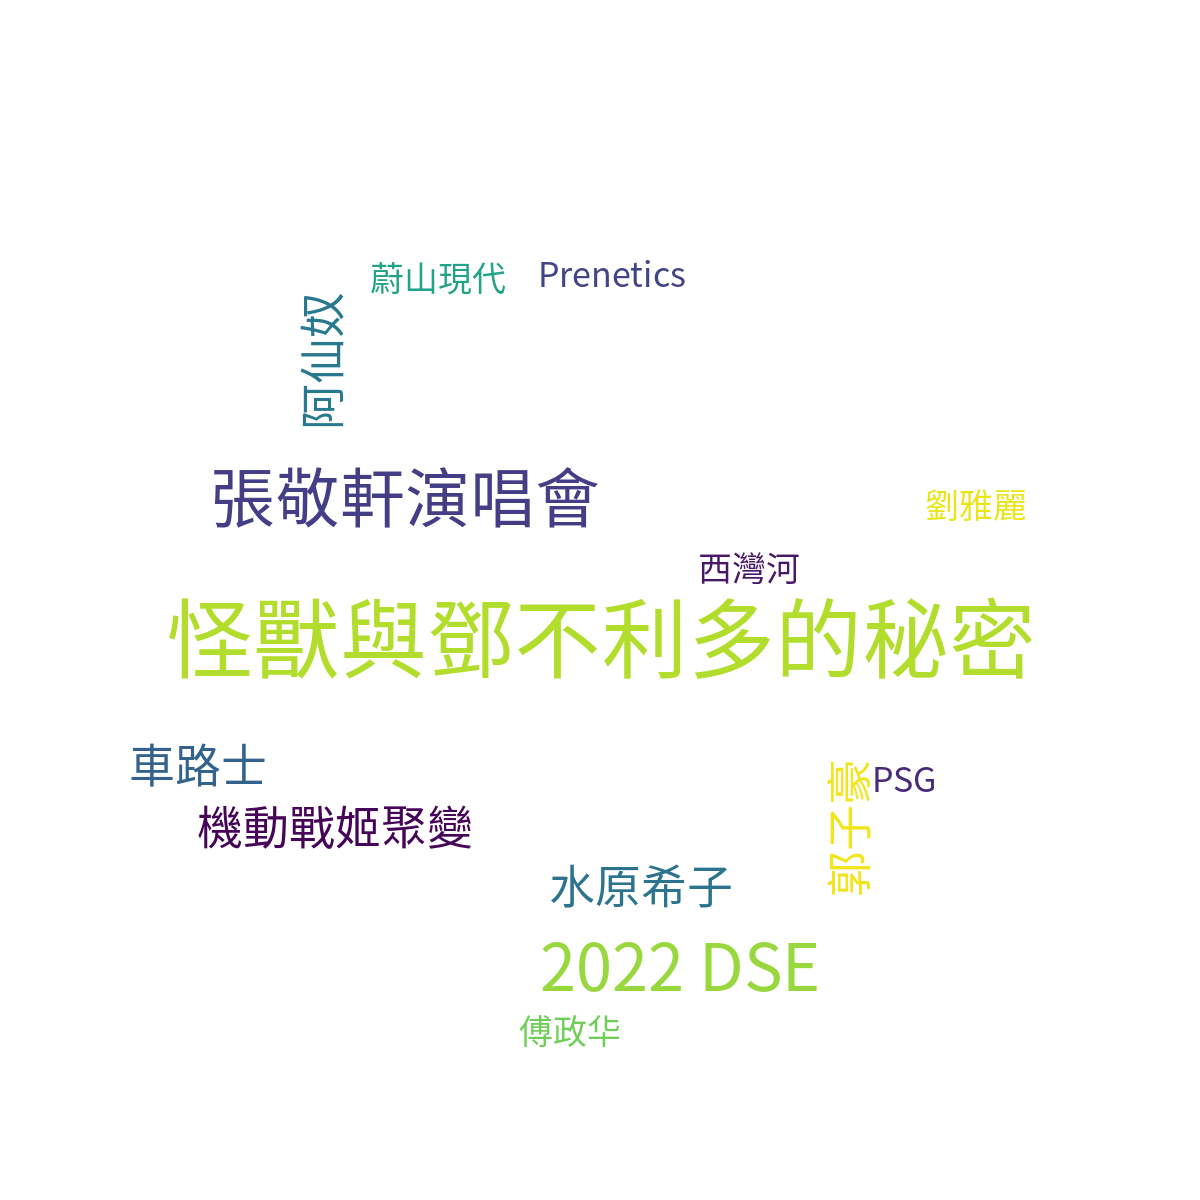 蔚山現代
Prenetics
阿仙奴
張敬軒演唱會
劉雅麗
西灣河
怪獸與鄧不利多的秘密
車路士
郭子豪
PSG
機動戰姬聚變
水原希子
2022 DSE
傅政华